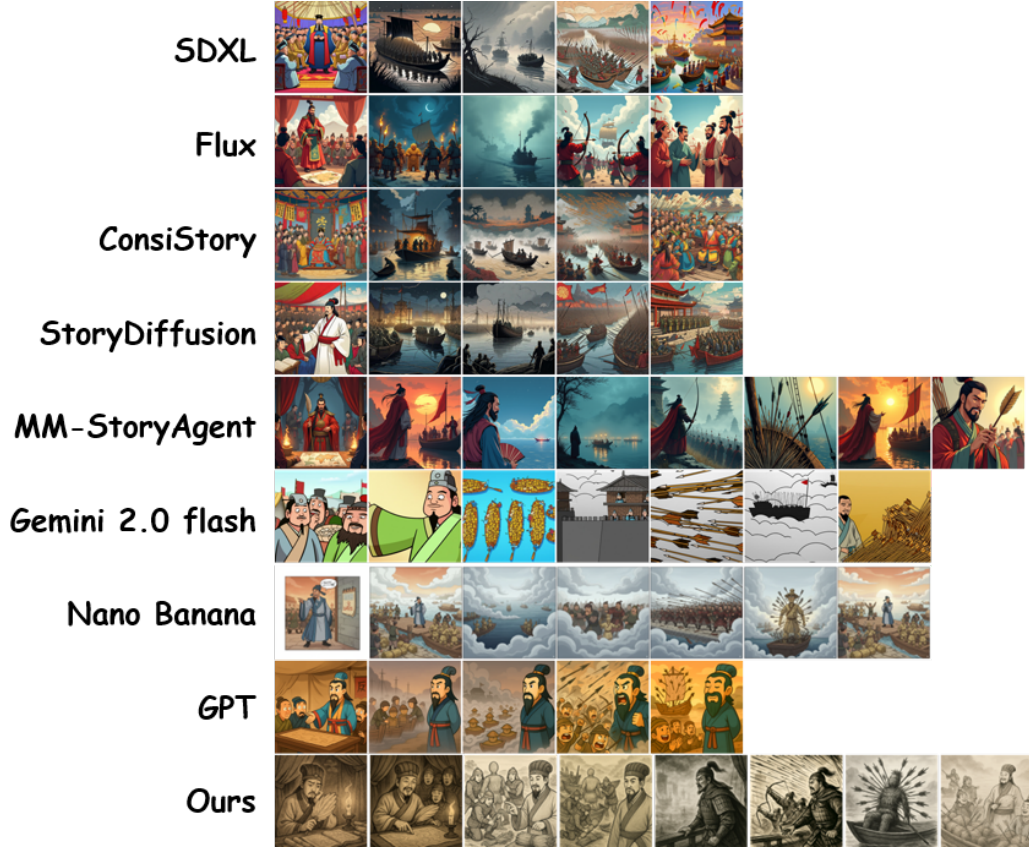 SDXL
Flux
ConsiStory
StoryDiffusion
MM-StoryAgent
Gemini 2.0 flash
Nano Banana
GPT
Ours